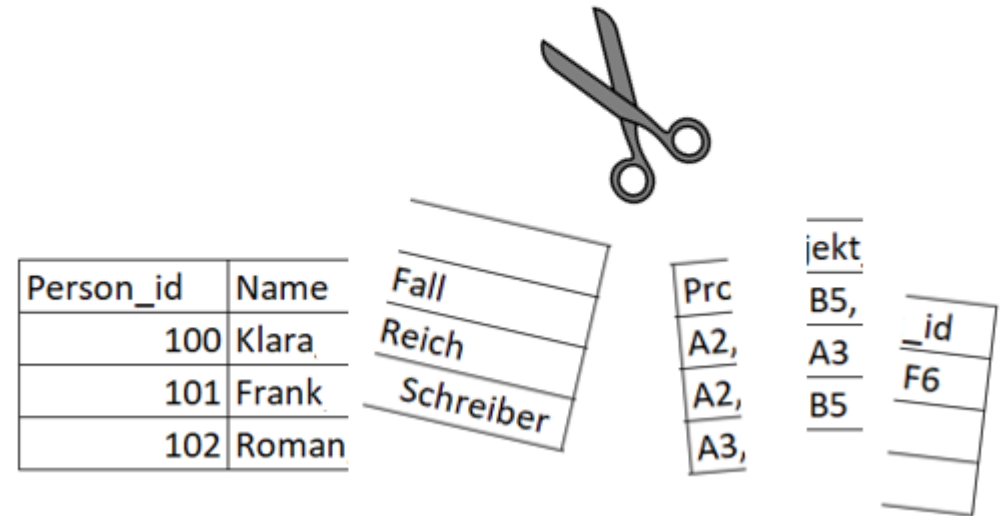 Person_id Name
100 Klara
101 Frank
102 Roman
Fall
Reich
Schreiber
Pro
A2,
A2,
A3,
jekt
B5,
A3
B5
_id
F6